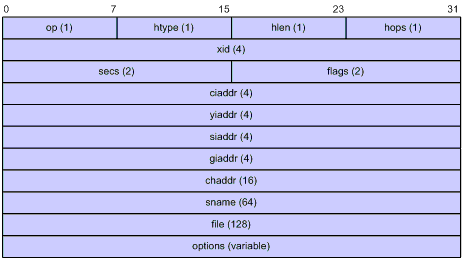 0 7 15 23 31
op (1) htype (1) hlen (1) hops (1)
xid (4)
secs (2) flags (2)
ciaddr (4)
yiaddr (4)
siaddr (4)
giaddr (4)
chaddr (16)
sname (64)
file (128)
options (variable)